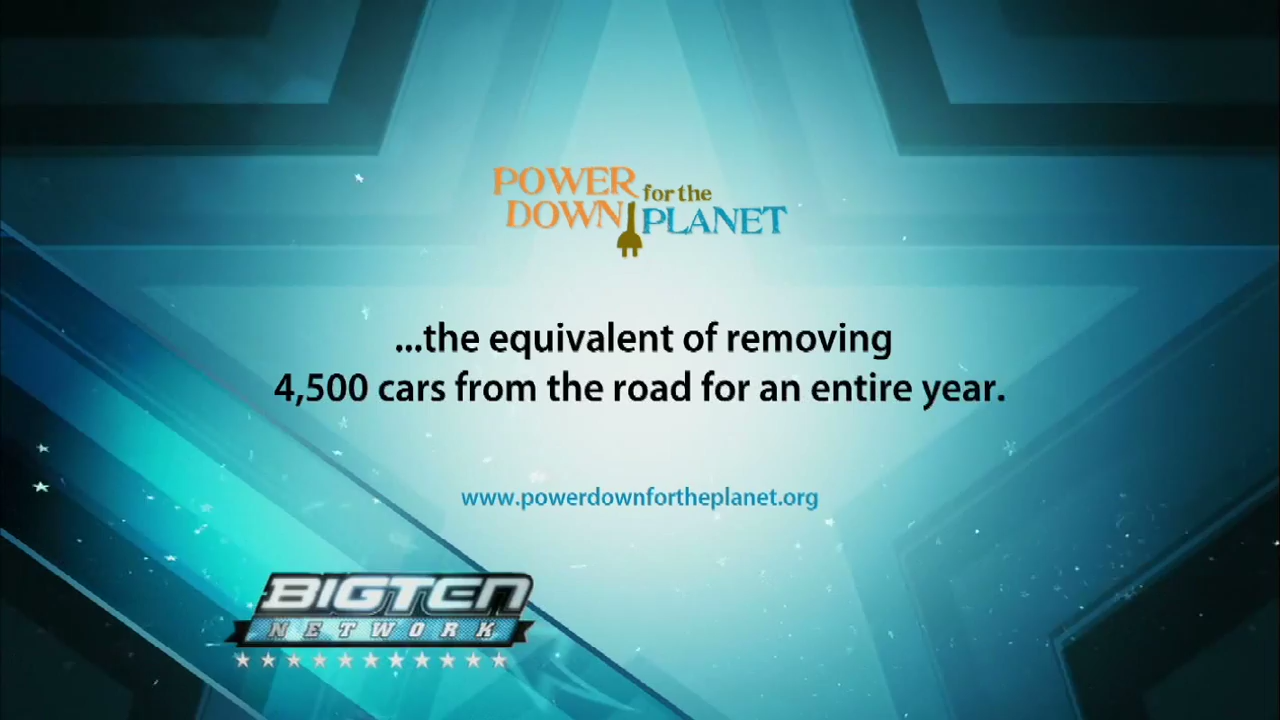 POWER for the
DOWN PLANET
...the equivalent of removing
4,500 cars from the road for an entire year.
www.powerdownfortheplanet.org
BIGTEN
NETWORK